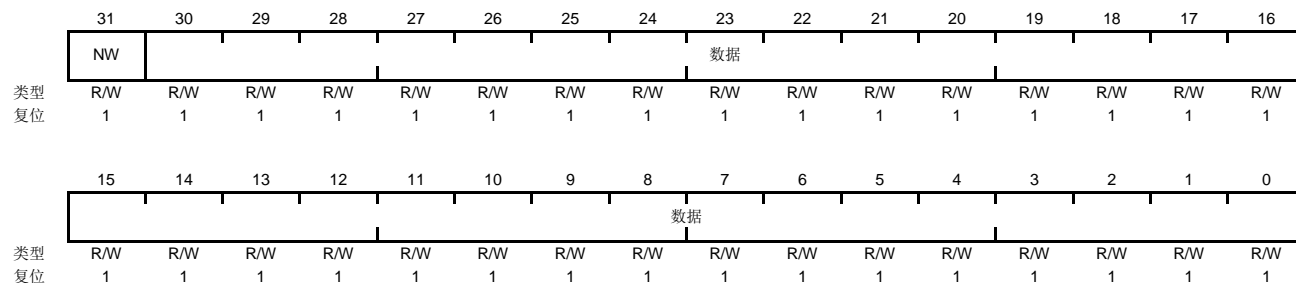 31 30 29 28 27 26 25 24 23 22 21 20 19 18 17 16
NW 数据
类型 R/W R/W R/W R/W R/W R/W R/W R/W R/W R/W R/W R/W R/W R/W R/W R/W
复位 1 1 1 1 1 1 1 1 1 1 1 1 1 1 1 1
15 14 13 12 11 10 9 8 7 6 5 4 3 2 1 0
数据
类型 R/W R/W R/W R/W R/W R/W R/W R/W R/W R/W R/W R/W R/W R/W R/W R/W
复位 1 1 1 1 1 1 1 1 1 1 1 1 1 1 1 1